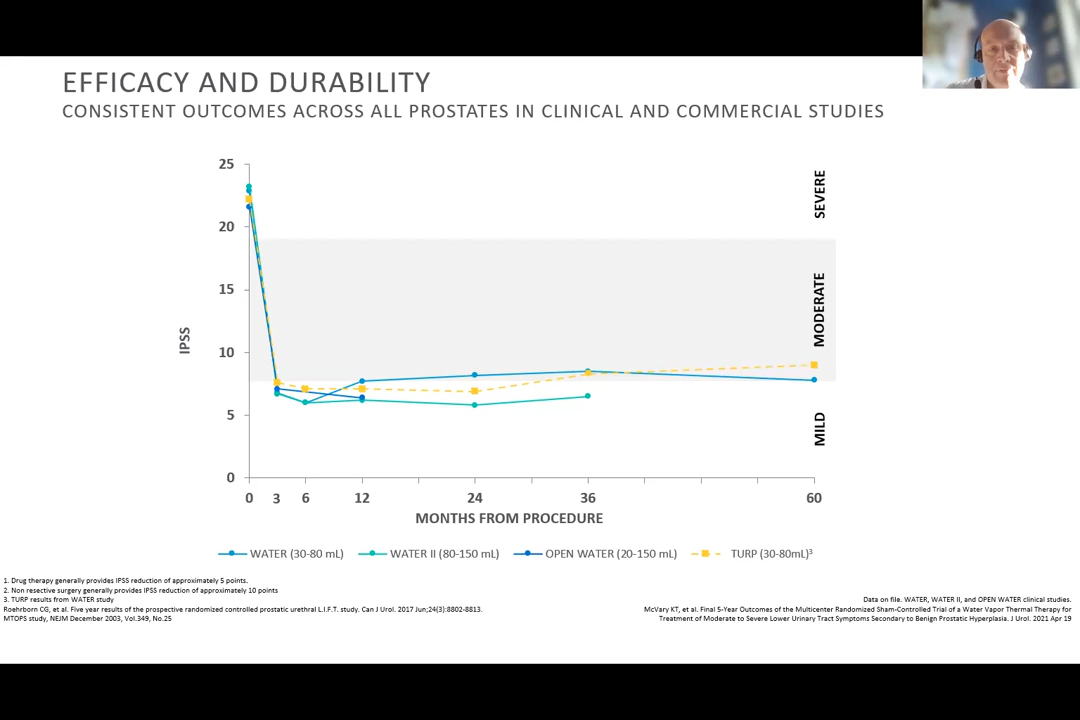 EFFICACY AND DURABILITY
CONSISTENT OUTCOMES ACROSS ALL PROSTATES IN CLINICAL AND COMMERCIAL STUDIES
25
20
15
10
5
0
IPSS
SEVERE
MODERATE
MILD
0 3 6 12 24 36 60
MONTHS FROM PROCEDURE
WATER (30-80 mL) WATER II (80-150 mL) OPEN WATER (20-150 mL) TURP (30-80mL)³
1. Drug therapy generally provides IPSS reduction of approximately 5 points.
2. Non resective surgery generally provides IPSS reduction of approximately 10 points
3. TURP results from WATER study
Roehrborn CG, et al. Five year results of the prospective randomized controlled prostatic urethral L.I.F.T. study. Can J Urol. 2017 Jun;24(3):8802-8813.
MTOPS study, NEJM December 2003, Vol.349, No.25
Data on file. WATER, WATER II, and OPEN WATER clinical studies.
McVary KT, et al. Final 5-Year Outcomes of the Multicenter Randomized Sham-Controlled Trial of a Water Vapor Thermal Therapy for
Treatment of Moderate to Severe Lower Urinary Tract Symptoms Secondary to Benign Prostatic Hyperplasia. J Urol. 2021 Apr 19